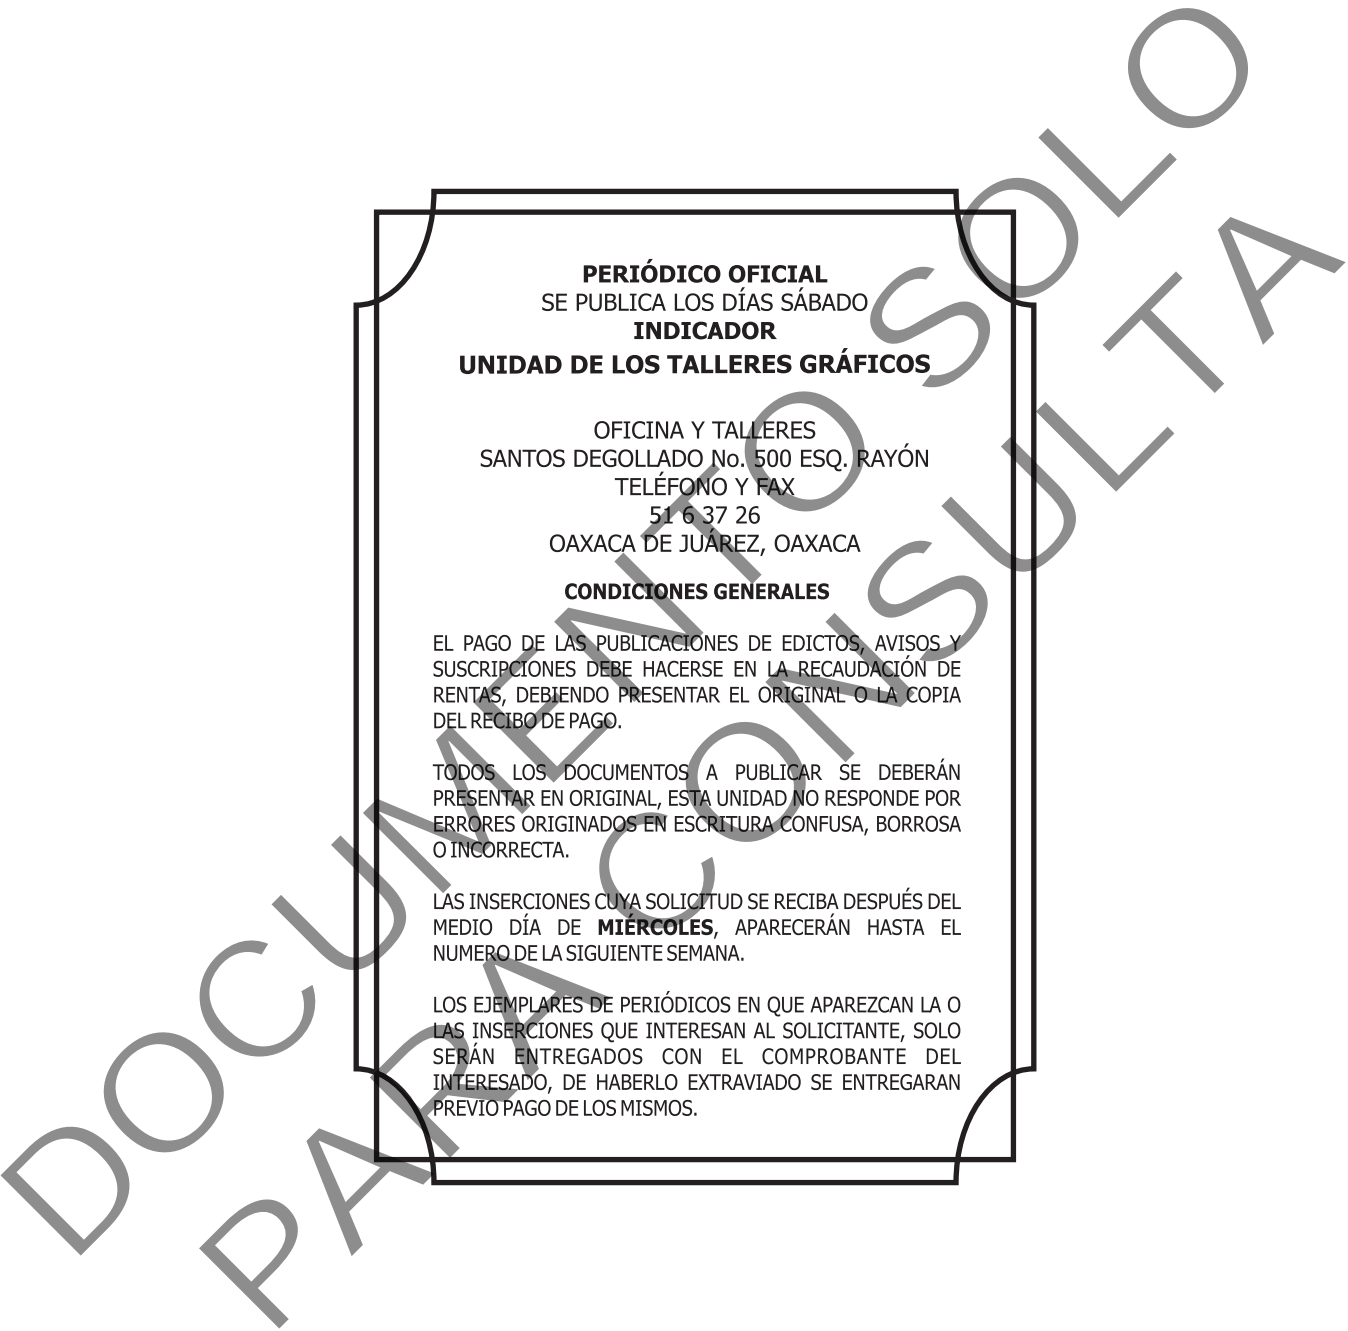 PERIÓDICO OFICIAL
SE PUBLICA LOS DÍAS SÁBADO
INDICADOR
UNIDAD DE LOS TALLERES GRÁFICOS
OFICINA Y TALLERES
SANTOS DEGOLLADO No. 500 ESQ. RAYÓN
TELÉFONO Y FAX
51 6 37 26
OAXACA DE JUÁREZ, OAXACA
CONDICIONES GENERALES
EL PAGO DE LAS PUBLICACIONES DE EDICTOS, AVISOS Y
SUSCRIPCIONES DEBE HACERSE EN LA RECAUDACIÓN DE
RENTAS, DEBIENDO PRESENTAR EL ORIGINAL O LA COPIA
DEL RECIBO DE PAGO.
TODOS LOS DOCUMENTOS A PUBLICAR SE DEBERÁN
PRESENTAR EN ORIGINAL, ESTA UNIDAD NO RESPONDE POR
ERRORES ORIGINADOS EN ESCRITURA CONFUSA, BORROSA
O INCORRECTA.
LAS INSERCIONES CUYA SOLICITUD SE RECIBA DESPUÉS DEL
MEDIO DÍA DE MIÉRCOLES, APARECERÁN HASTA EL
NUMERO DE LA SIGUIENTE SEMANA.
LOS EJEMPLARES DE PERIÓDICOS EN QUE APAREZCAN LA O
LAS INSERCIONES QUE INTERESAN AL SOLICITANTE, SOLO
SERÁN ENTREGADOS CON EL COMPROBANTE DEL
INTERESADO, DE HABERLO EXTRAVIADO SE ENTREGARAN
PREVIO PAGO DE LOS MISMOS.
DOCUMENTO SOLO
PARA CONSULTA